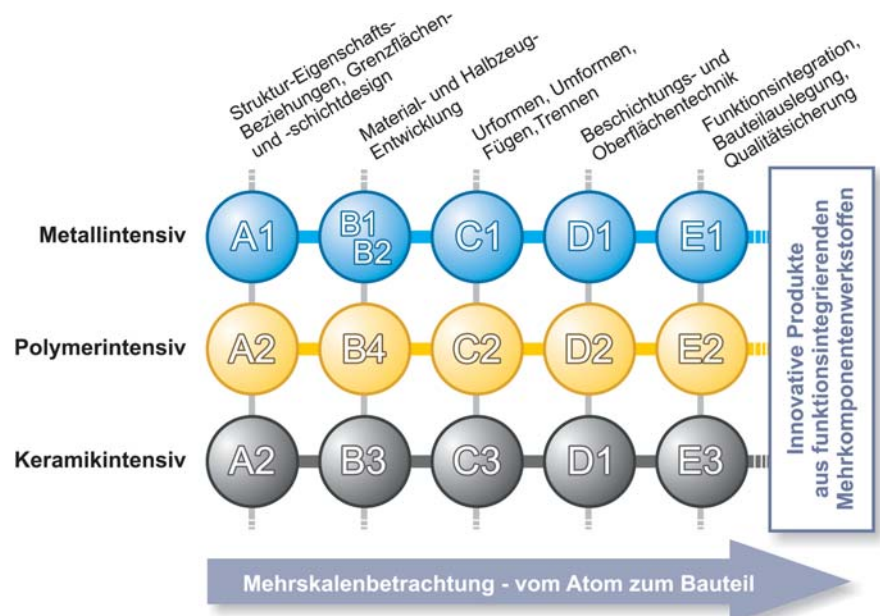 Struktur-Eigenschafts-
Beziehungen, Grenzflächen-
und -schichtdesign
Material- und Halbzeug-
Entwicklung
Urformen, Umformen,
Fügen,Trennen
Beschichtungs- und
Oberflächentechnik
Funktionsintegration,
Bauteilauslegung,
Qualitätsicherung
Metallintensiv
A1
B1
B2
C1
D1
E1
Polymerintensiv
A2
B4
C2
D2
E2
Keramikintensiv
A2
B3
C3
D1
E3
Innovative Produkte
aus funktionsintegrierenden
Mehrkomponentenwerkstoffen
Mehrskalenbetrachtung - vom Atom zum Bauteil